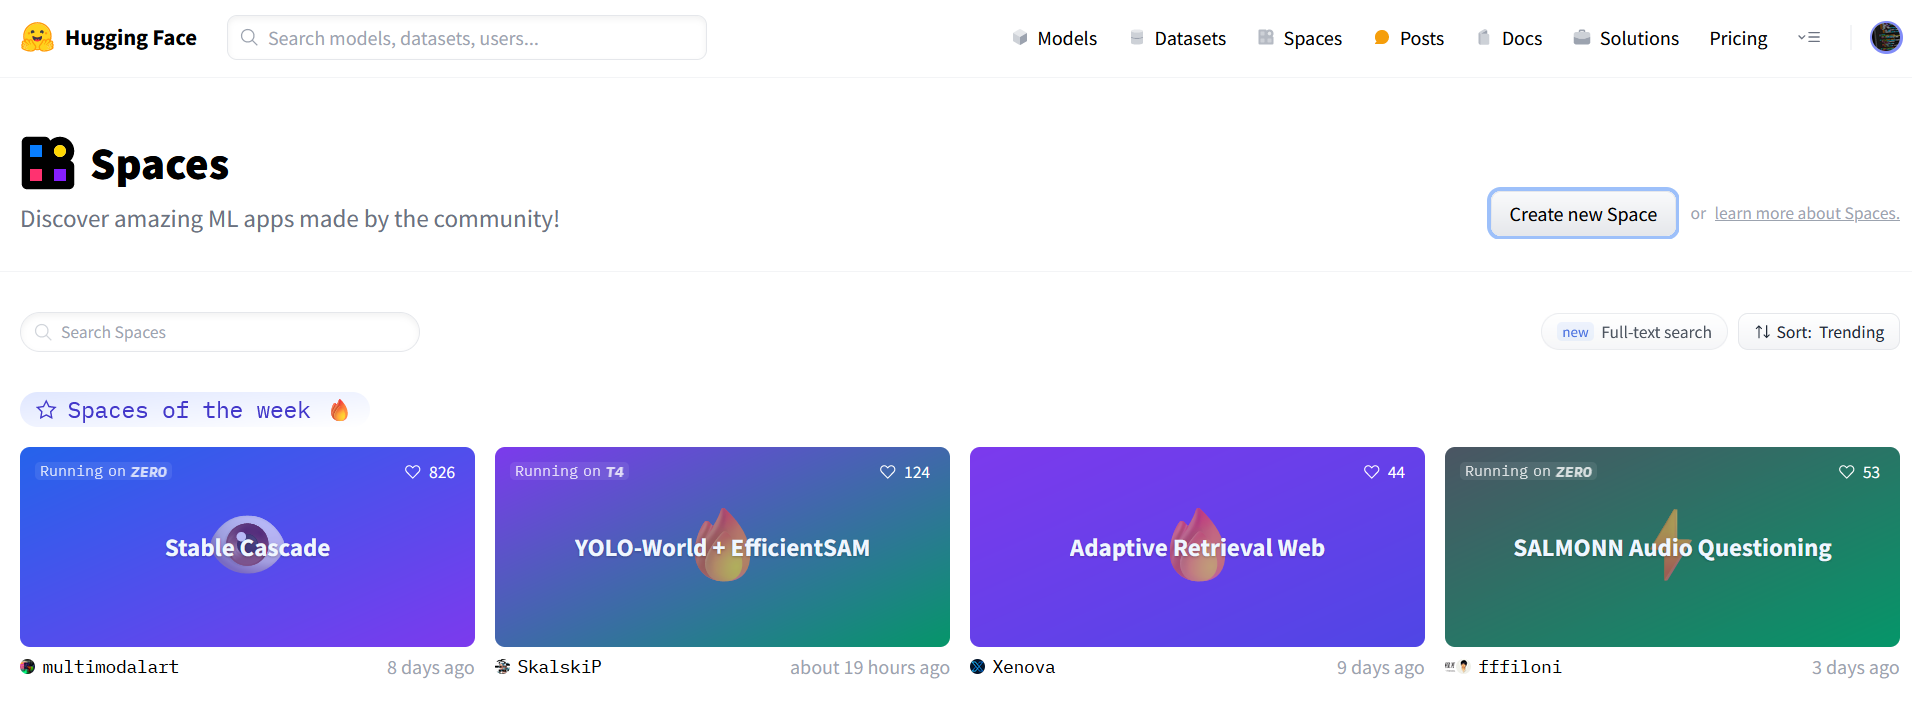 Hugging Face
Search models, datasets, users...
Models
Datasets
Spaces
Posts
Docs
Solutions
Pricing
Spaces
Discover amazing ML apps made by the community!
Create new Space
or learn more about Spaces.
Search Spaces
new Full-text search
Sort: Trending
Spaces of the week
Running on ZERO
826
Stable Cascade
multimodalart
8 days ago
Running on T4
124
YOLO-World + EfficientSAM
SkalskiP
about 19 hours ago
44
Adaptive Retrieval Web
Xenova
9 days ago
Running on ZERO
53
SALMONN Audio Questioning
fffiloni
3 days ago